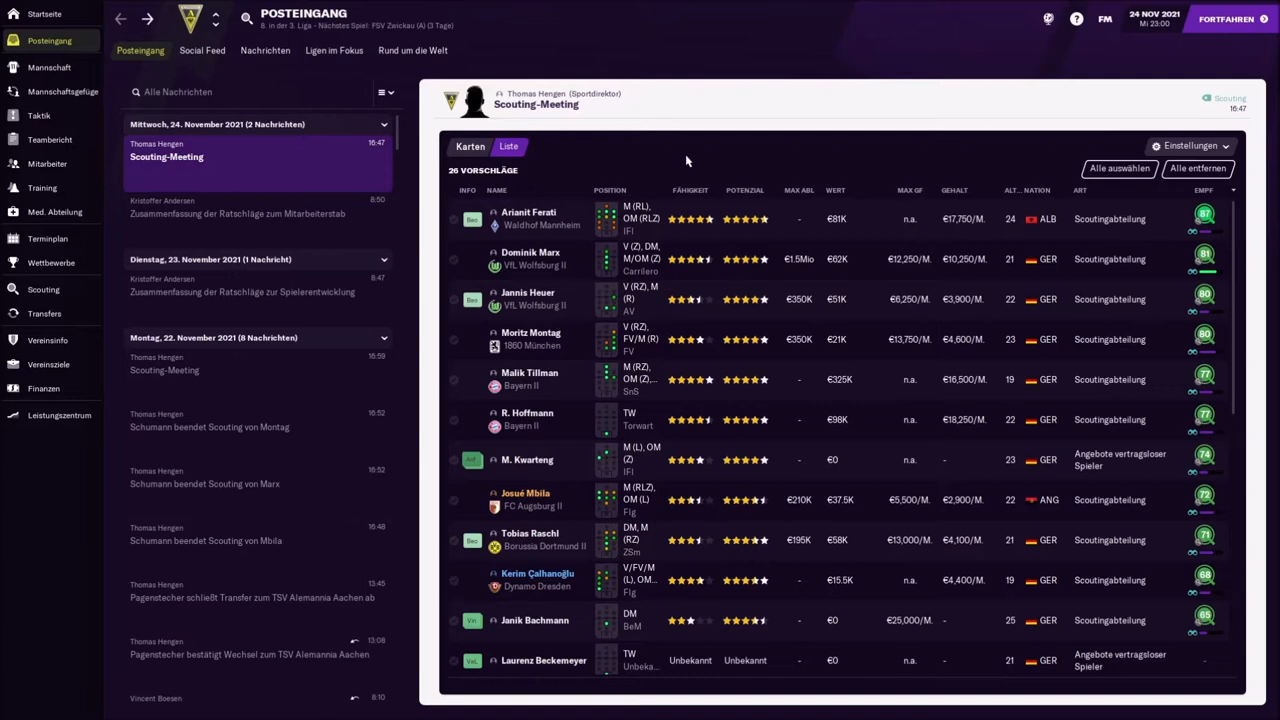 Startseite
Posteingang
Mannschaft
Mannschaftsgefüge
Taktik
Teambericht
Mitarbeiter
Training
Med. Abteilung
Terminplan
Wettbewerbe
Scouting
Transfers
Vereinsinfo
Vereinsziele
Finanzen
Leistungszentrum
POSTEINGANG
8. in der 3. Liga - Nächstes Spiel: FSV Zwickau (A) (3 Tage)
FM
24 NOV 2021
Mi 23:00
FORTFAHREN
Posteingang Social Feed Nachrichten Ligen im Fokus Rund um die Welt
Alle Nachrichten
Mittwoch, 24. November 2021 (2 Nachrichten)
Thomas Hengen 16:47
Scouting-Meeting
Kristoffer Andersen 8:50
Zusammenfassung der Ratschläge zum Mitarbeiterstab
Dienstag, 23. November 2021 (1 Nachricht)
Kristoffer Andersen 8:47
Zusammenfassung der Ratschläge zur Spielerentwicklung
Montag, 22. November 2021 (8 Nachrichten)
Thomas Hengen 16:59
Scouting-Meeting
Thomas Hengen 16:52
Schumann beendet Scouting von Montag
Thomas Hengen 16:52
Schumann beendet Scouting von Marx
Thomas Hengen 16:48
Schumann beendet Scouting von Mbila
Thomas Hengen 13:45
Pagenstecher schließt Transfer zum TSV Alemannia Aachen ab
Thomas Hengen 13:08
Pagenstecher bestätigt Wechsel zum TSV Alemannia Aachen
Vincent Boesen 8:10
Thomas Hengen (Sportdirektor)
Scouting-Meeting
Scouting
16:47
Karten Liste
Einstellungen
26 VORSCHLÄGE
Alle auswählen Alle entfernen
INFO NAME POSITION FÄHIGKEIT POTENZIAL MAX ABL WERT MAX GF GEHALT ALT... NATION ART EMPF
Beo Arianit Ferati Waldhof Mannheim M (RL), OM (RLZ) IFl - €81K n.a. €17,750/M. 24 ALB Scoutingabteilung 87
Dominik Marx VfL Wolfsburg II V (Z), DM, M/OM (Z) Carrilero €1.5Mio €62K €12,250/M. €10,250/M. 21 GER Scoutingabteilung 81
Beo Jannis Heuer VfL Wolfsburg II V (RZ), M (R) AV €350K €51K €6,250/M. €3,900/M. 22 GER Scoutingabteilung 80
Moritz Montag 1860 München V (RZ), FV/M (R) FV €350K €21K €13,750/M. €4,600/M. 23 GER Scoutingabteilung 80
Malik Tillman Bayern II M (RZ), OM (Z),... SnS - €325K n.a. €16,500/M. 19 GER Scoutingabteilung 77
R. Hoffmann Bayern II TW Torwart - €98K n.a. €18,250/M. 22 GER Scoutingabteilung 77
M. Kwarteng M (L), OM (Z) IFl - €0 n.a. - 23 GER Angebote vertragsloser Spieler 74
Josué Mbila FC Augsburg II M (RLZ), OM (L) Flg €210K €37.5K €5,500/M. €2,900/M. 22 ANG Scoutingabteilung 72
Beo Tobias Raschl Borussia Dortmund II DM, M (RZ) ZSm €195K €58K €13,000/M. €4,100/M. 21 GER Scoutingabteilung 71
Kerim Çalhanoğlu Dynamo Dresden V/FV/M (L), OM... Flg - €15.5K n.a. €4,400/M. 19 GER Scoutingabteilung 68
Vin Janik Bachmann DM BeM - €0 €25,000/M. - 25 GER Scoutingabteilung 65
VeL Laurenz Beckemeyer TW Unbeka... Unbekannt Unbekannt - €0 n.a. - 21 GER Angebote vertragsloser Spieler -